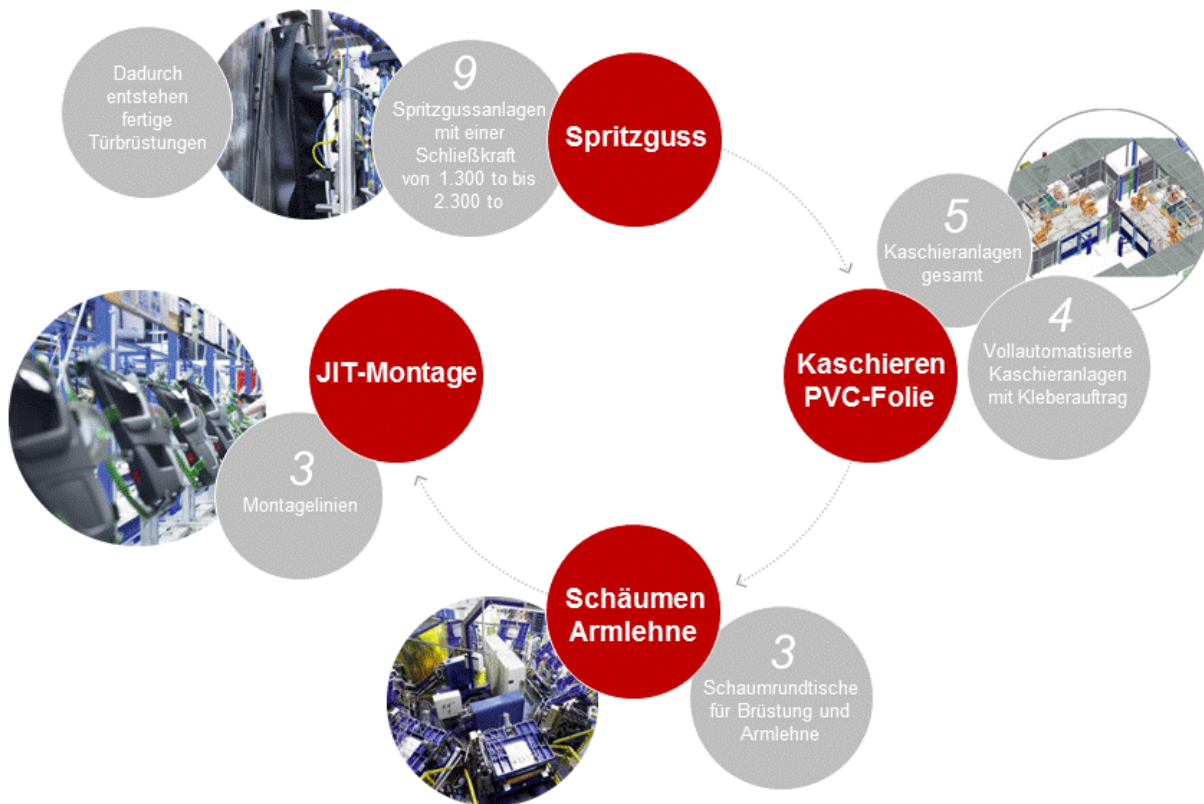 Dadurch
entstehen
fertige
Türbrüstungen
9
Spritzgussanlagen
mit einer
Schließkraft
von 1.300 to bis
2.300 to
Spritzguss
5
Kaschieranlagen
gesamt
4
Vollautomatisierte
Kaschieranlagen
mit Kleberauftrag
Kaschieren
PVC-Folie
JIT-Montage
3
Montagelinien
Schäumen
Armlehne
3
Schaumrundtische
für Brüstung und
Armlehne